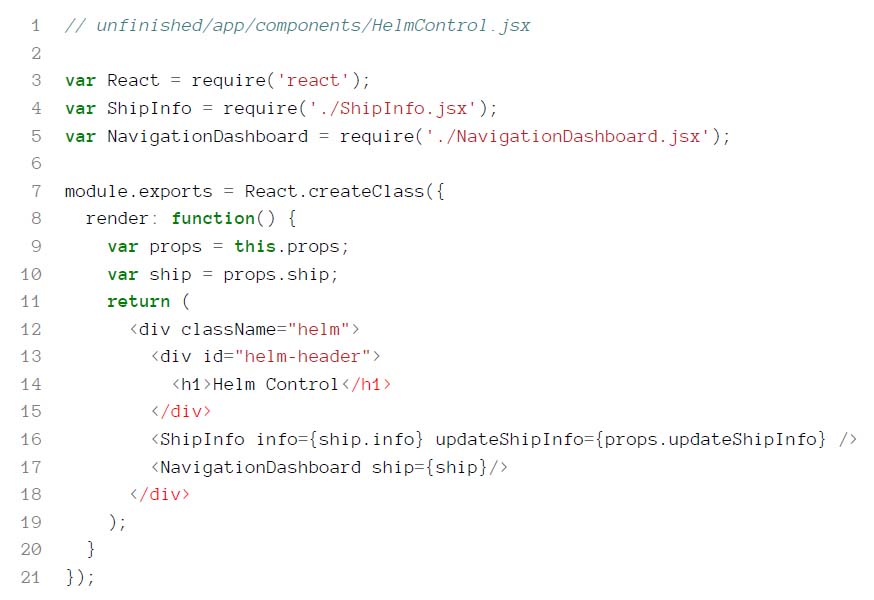 1 // unfinished/app/components/HelmControl.jsx
2
3 var React = require('react');
4 var ShipInfo = require('./ShipInfo.jsx');
5 var NavigationDashboard = require('./NavigationDashboard.jsx');
6
7 module.exports = React.createClass({
8   render: function() {
9     var props = this.props;
10     var ship = props.ship;
11     return (
12       <div className="helm">
13         <div id="helm-header">
14           <h1>Helm Control</h1>
15         </div>
16         <ShipInfo info={ship.info} updateShipInfo={props.updateShipInfo} />
17         <NavigationDashboard ship={ship}/>
18       </div>
19     );
20   }
21 });